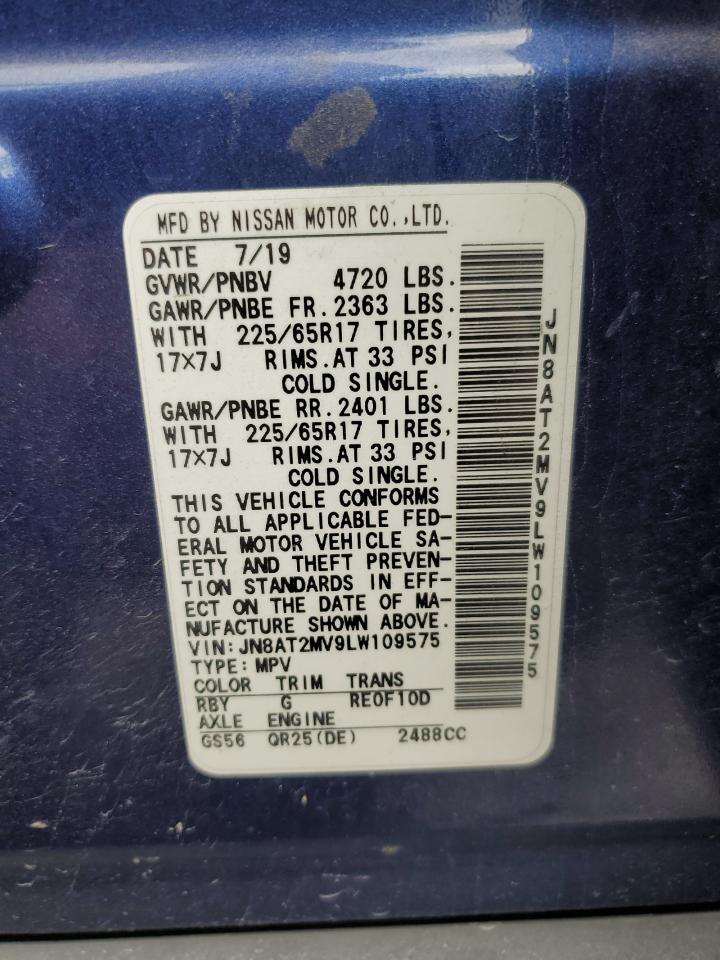 MFD BY NISSAN MOTOR CO.,LTD.
DATE 7/19
GVWR/PNBV 4720 LBS.
GAWR/PNBE FR.2363 LBS.
WITH 225/65R17 TIRES,
17×7J RIMS.AT 33 PSI
COLD SINGLE.
GAWR/PNBE RR.2401 LBS.
WITH 225/65R17 TIRES,
17×7J RIMS.AT 33 PSI
COLD SINGLE.
THIS VEHICLE CONFORMS
TO ALL APPLICABLE FED-
ERAL MOTOR VEHICLE SA-
FETY AND THEFT PREVEN-
TION STANDARDS IN EFF-
ECT ON THE DATE OF MA-
NUFACTURE SHOWN ABOVE.
VIN:JN8AT2MV9LW109575
TYPE:MPV
COLOR TRIM TRANS
RBY G RE0F10D
AXLE ENGINE
GS56 QR25(DE) 2488CC
JN8AT2MV9LW109575